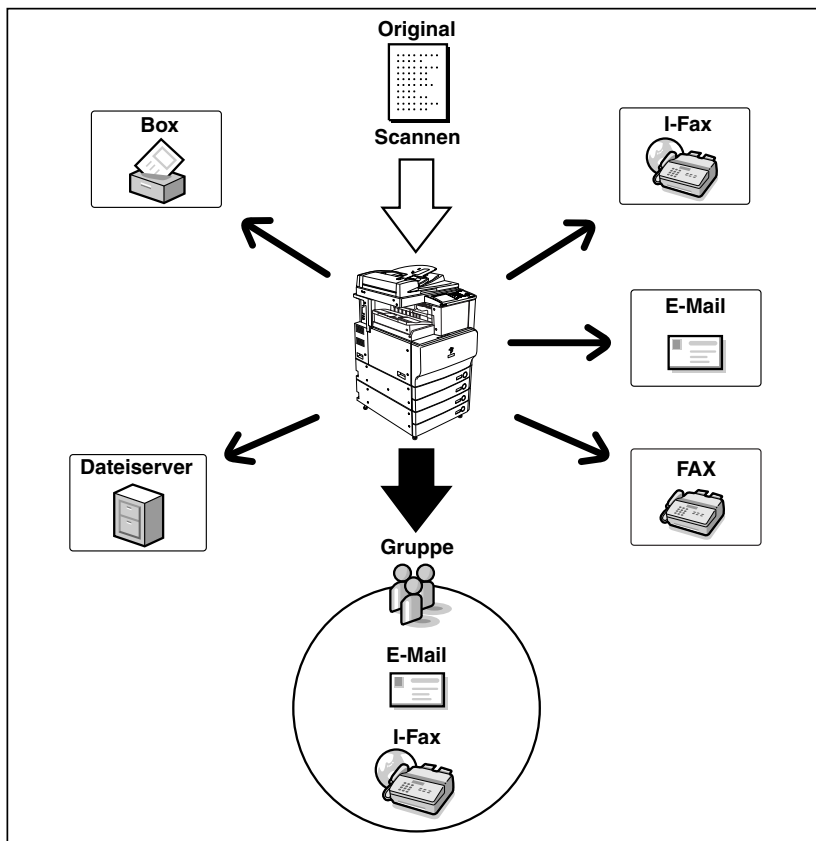 Original
Scannen
Box
I-Fax
E-Mail
Dateiserver
FAX
Gruppe
E-Mail
I-Fax